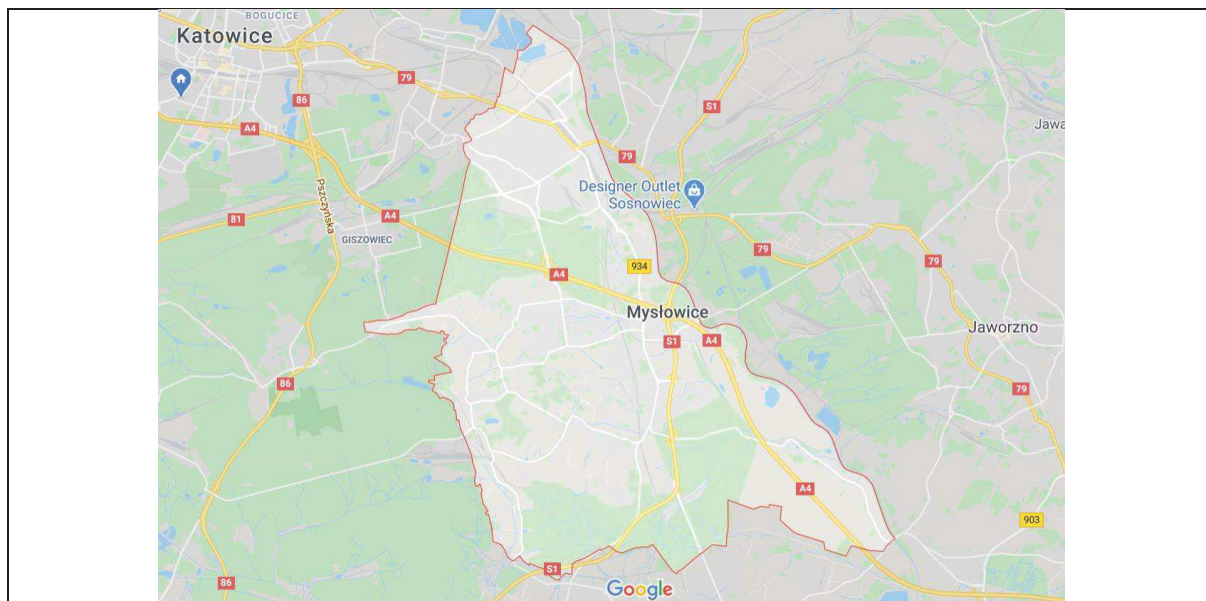 BOGUCICE
Katowice
79
86
A4
S1
Jawa
79
Designer Outlet
Sosnowiec
Pszczyńska
81
A4
GISZOWIEC
79
79
934
A4
Mysłowice
S1
A4
Jaworzno
86
79
A4
903
S1
86
Google